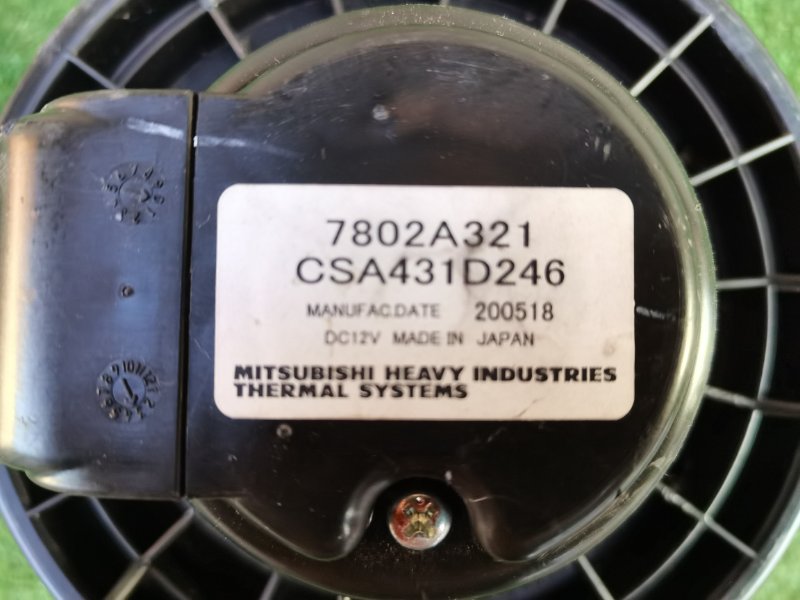 7802A321
CSA431D246
MANUFAC.DATE 200518
DC12V MADE IN JAPAN
MITSUBISHI HEAVY INDUSTRIES
THERMAL SYSTEMS